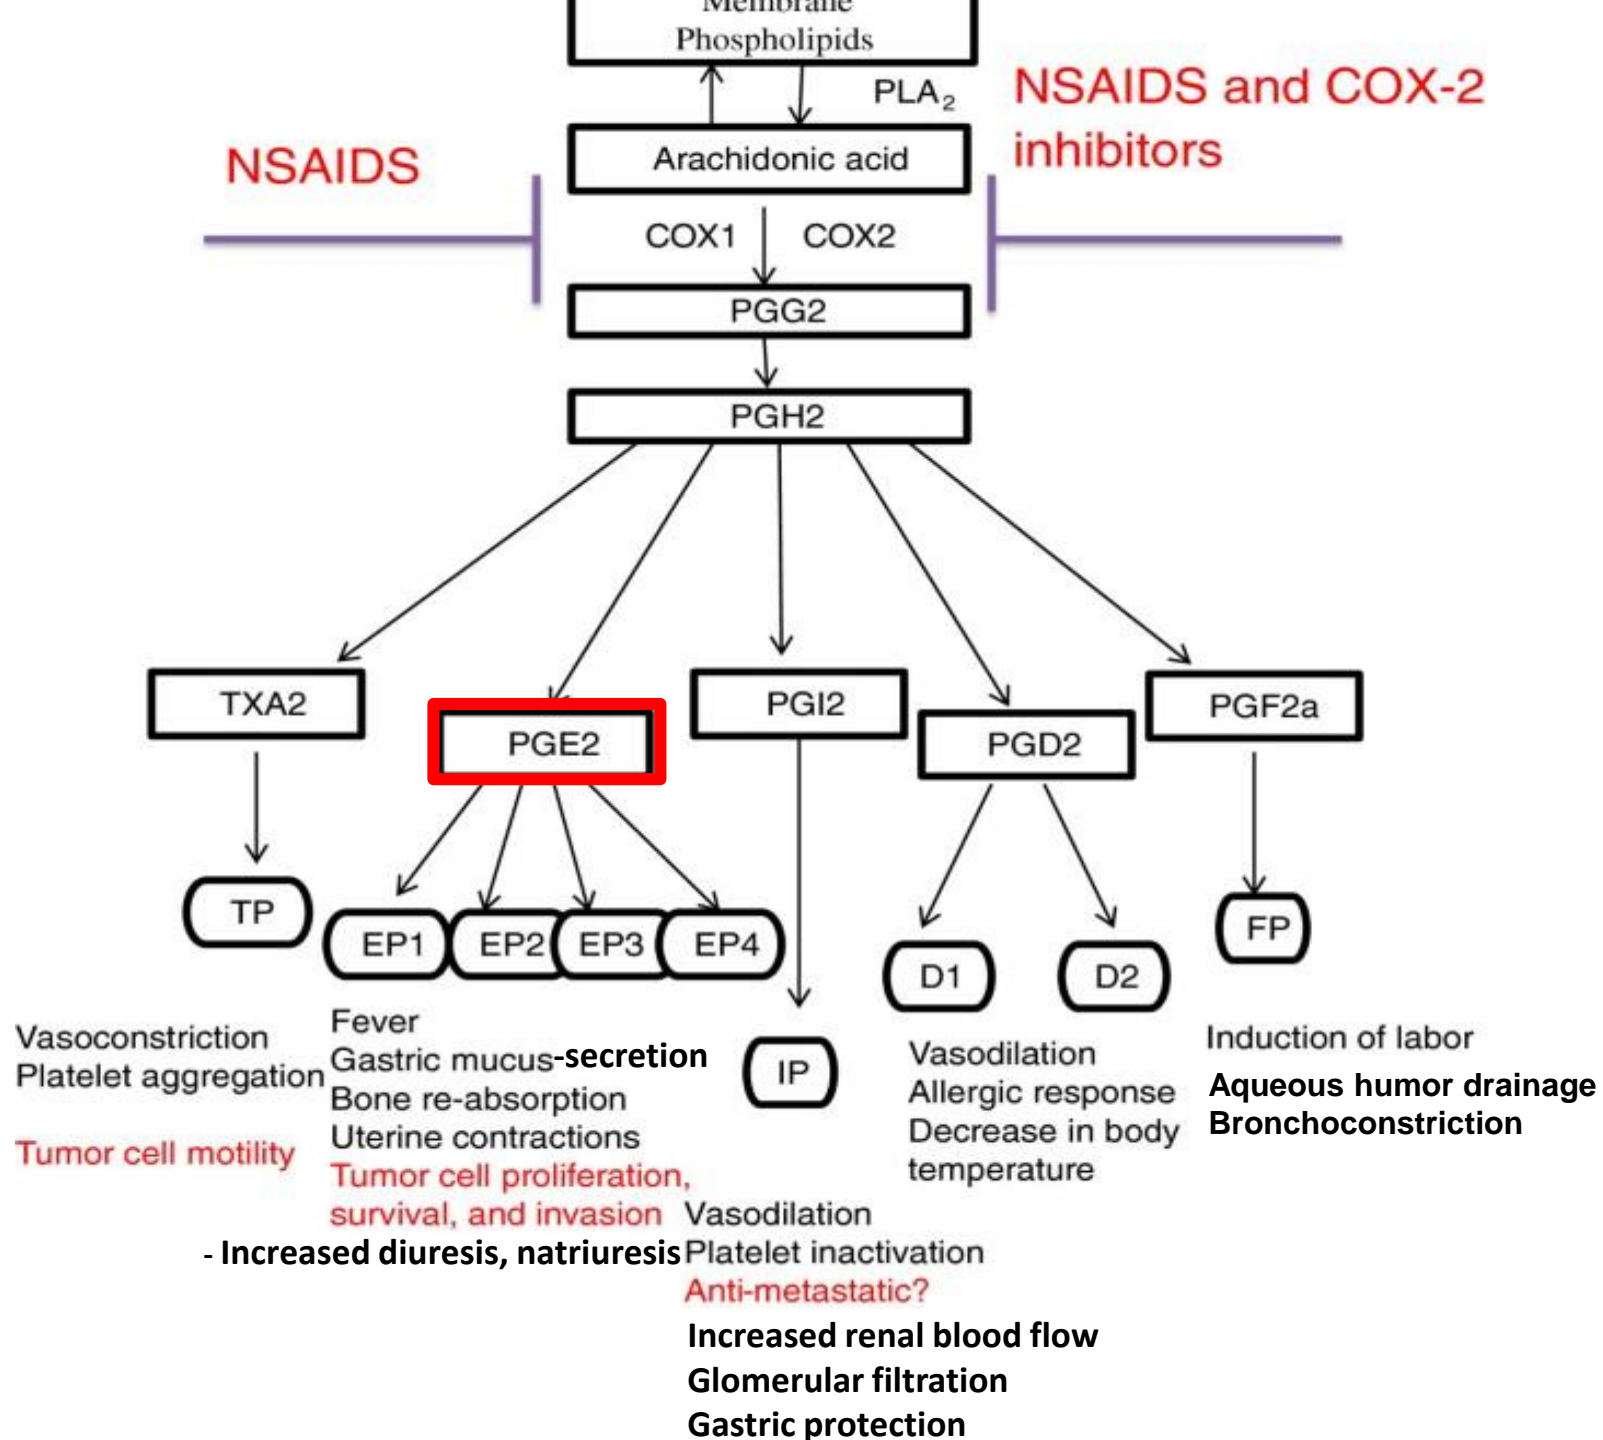 Membrane
Phospholipids
PLA2
NSAIDS and COX-2
inhibitors
NSAIDS
Arachidonic acid
COX1
COX2
PGG2
PGH2
TXA2
PGE2
PGI2
PGD2
PGF2a
TP
EP1
EP2
EP3
EP4
IP
D1
D2
FP
Vasoconstriction
Platelet aggregation
Tumor cell motility
Fever
Gastric mucus-secretion
Bone re-absorption
Uterine contractions
Tumor cell proliferation,
survival, and invasion
- Increased diuresis, natriuresis
Vasodilation
Platelet inactivation
Anti-metastatic?
Increased renal blood flow
Glomerular filtration
Gastric protection
Vasodilation
Allergic response
Decrease in body
temperature
Induction of labor
Aqueous humor drainage
Bronchoconstriction